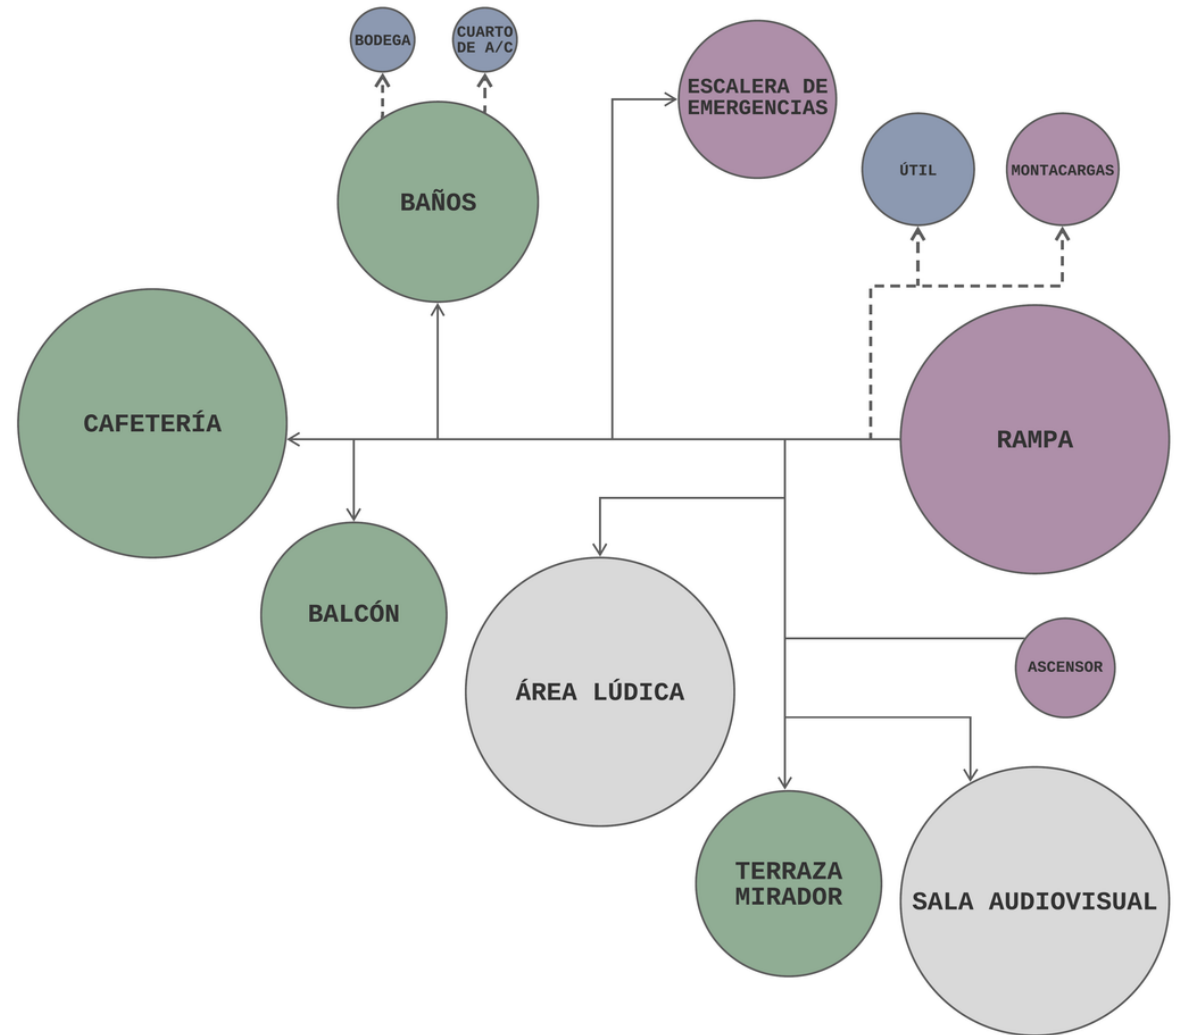 BODEGA
CUARTO
DE A/C
ESCALERA DE
EMERGENCIAS
BAÑOS
ÚTIL
MONTACARGAS
CAFETERÍA
RAMPA
BALCÓN
ÁREA LÚDICA
ASCENSOR
TERRAZA
MIRADOR
SALA AUDIOVISUAL